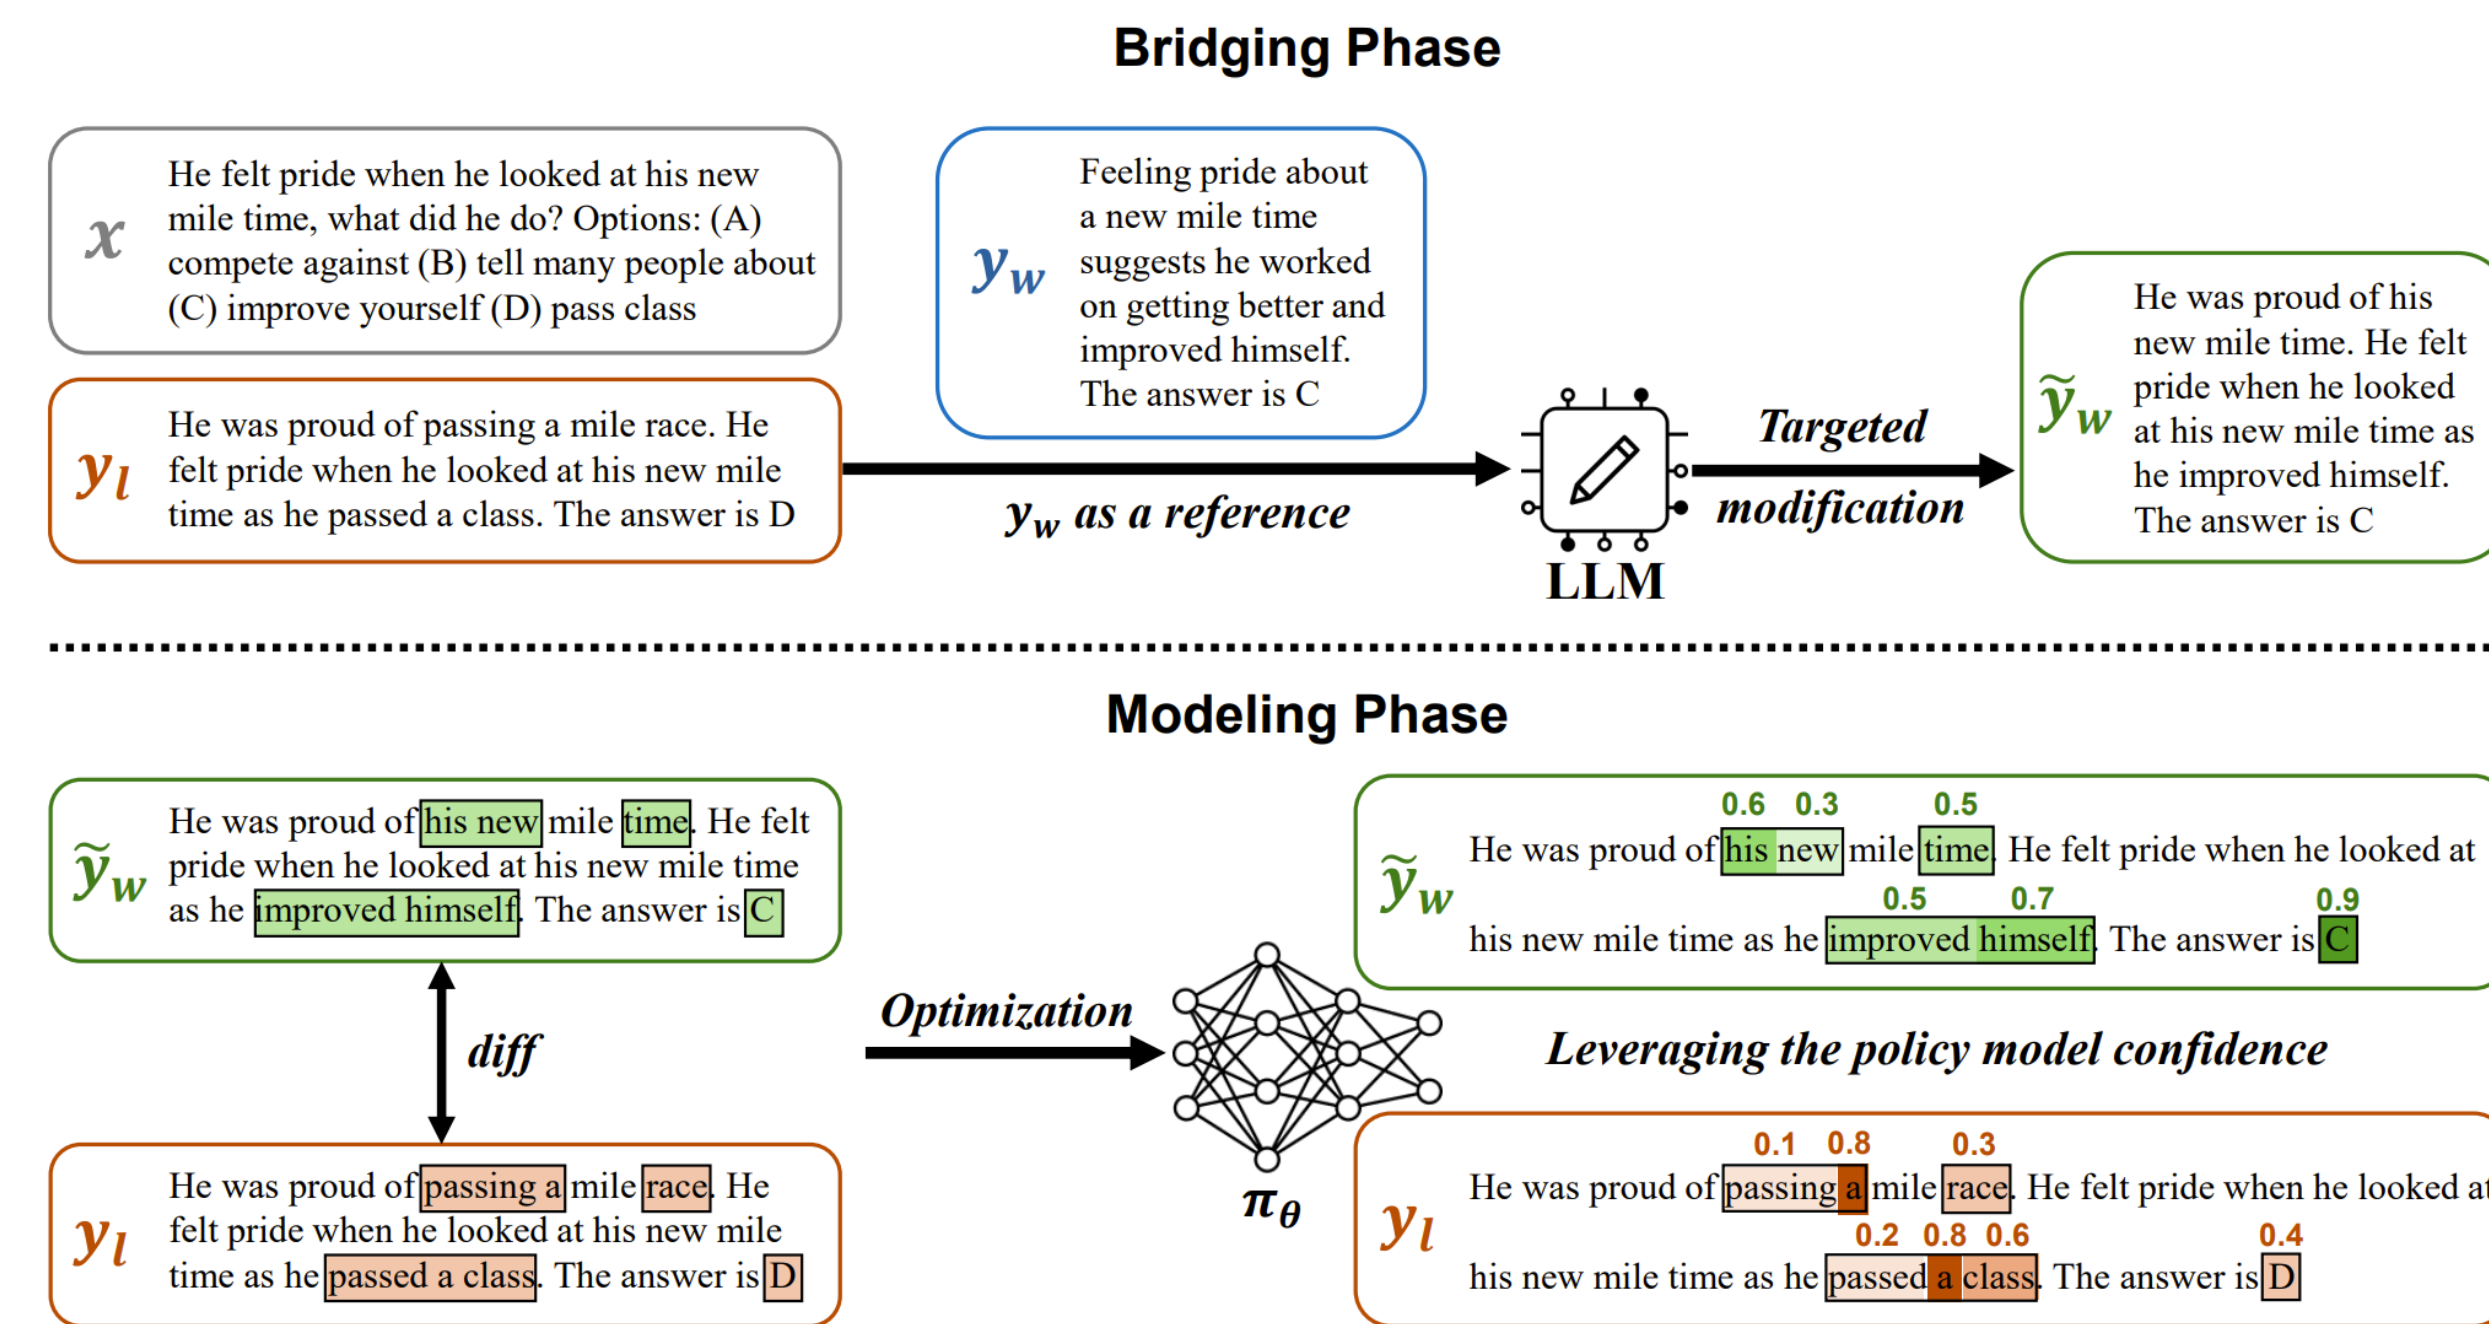 Bridging Phase
x
He felt pride when he looked at his new
mile time, what did he do? Options: (A)
compete against (B) tell many people about
(C) improve yourself (D) pass class
y_l
He was proud of passing a mile race. He
felt pride when he looked at his new mile
time as he passed a class. The answer is D
y_w
Feeling pride about
a new mile time
suggests he worked
on getting better and
improved himself.
The answer is C
y_w as a reference
LLM
Targeted
modification
ỹ_w
He was proud of his
new mile time. He felt
pride when he looked
at his new mile time as
he improved himself.
The answer is C
Modeling Phase
ỹ_w
He was proud of his new mile time. He felt
pride when he looked at his new mile time
as he improved himself. The answer is C
diff
y_l
He was proud of passing a mile race. He
felt pride when he looked at his new mile
time as he passed a class. The answer is D
Optimization
π_θ
ỹ_w
0.6 0.3 0.5
He was proud of his new mile time. He felt pride when he looked at
0.5 0.7 0.9
his new mile time as he improved himself. The answer is C
Leveraging the policy model confidence
y_l
0.1 0.8 0.3
He was proud of passing a mile race. He felt pride when he looked at
0.2 0.8 0.6 0.4
his new mile time as he passed a class. The answer is D